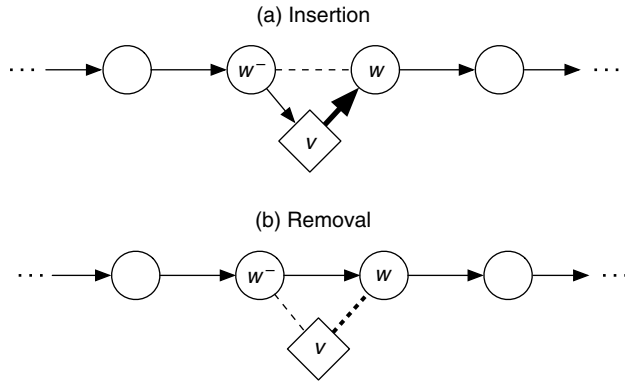 (a) Insertion
... w⁻ w ...
v
(b) Removal
... w⁻ w ...
v